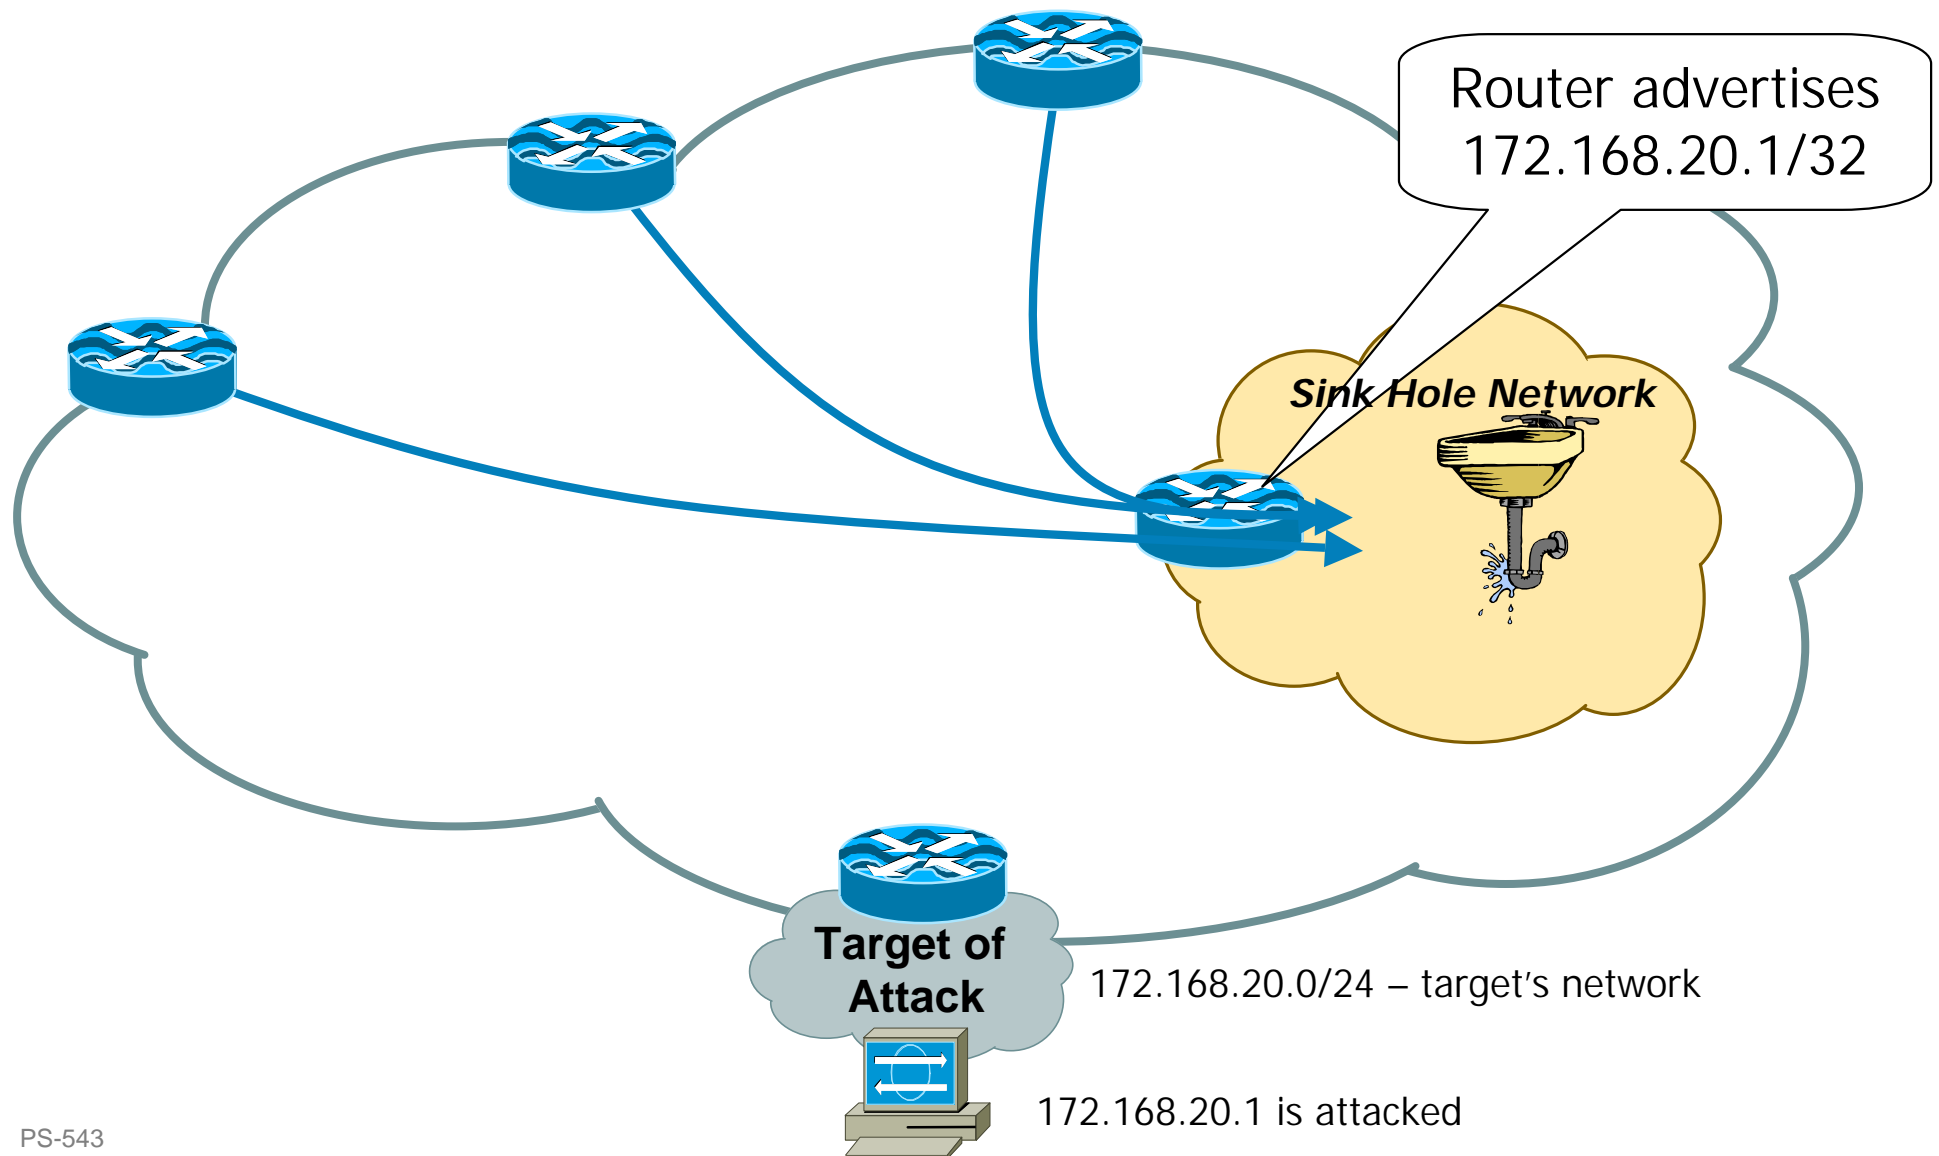 Router advertises
172.168.20.1/32
Sink Hole Network
Target of
Attack
172.168.20.0/24 – target's network
172.168.20.1 is attacked
PS-543